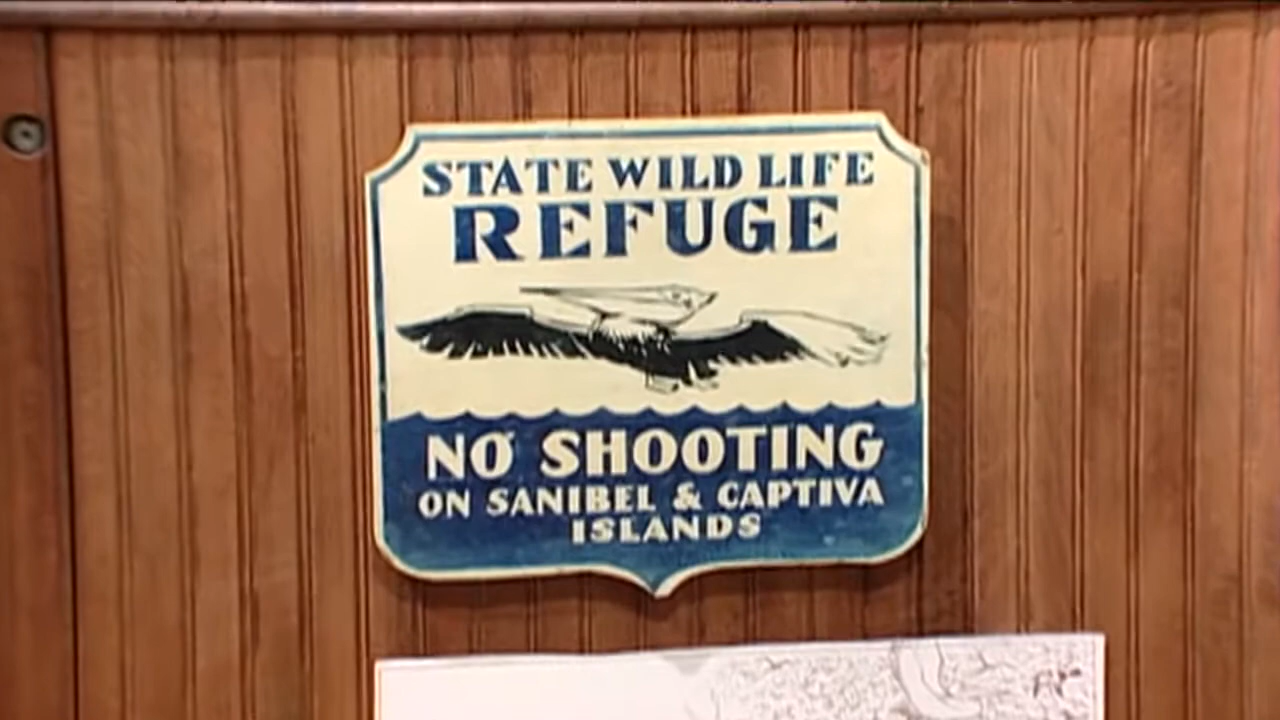 STATE WILD LIFE
REFUGE
NO SHOOTING
ON SANIBEL & CAPTIVA
ISLANDS